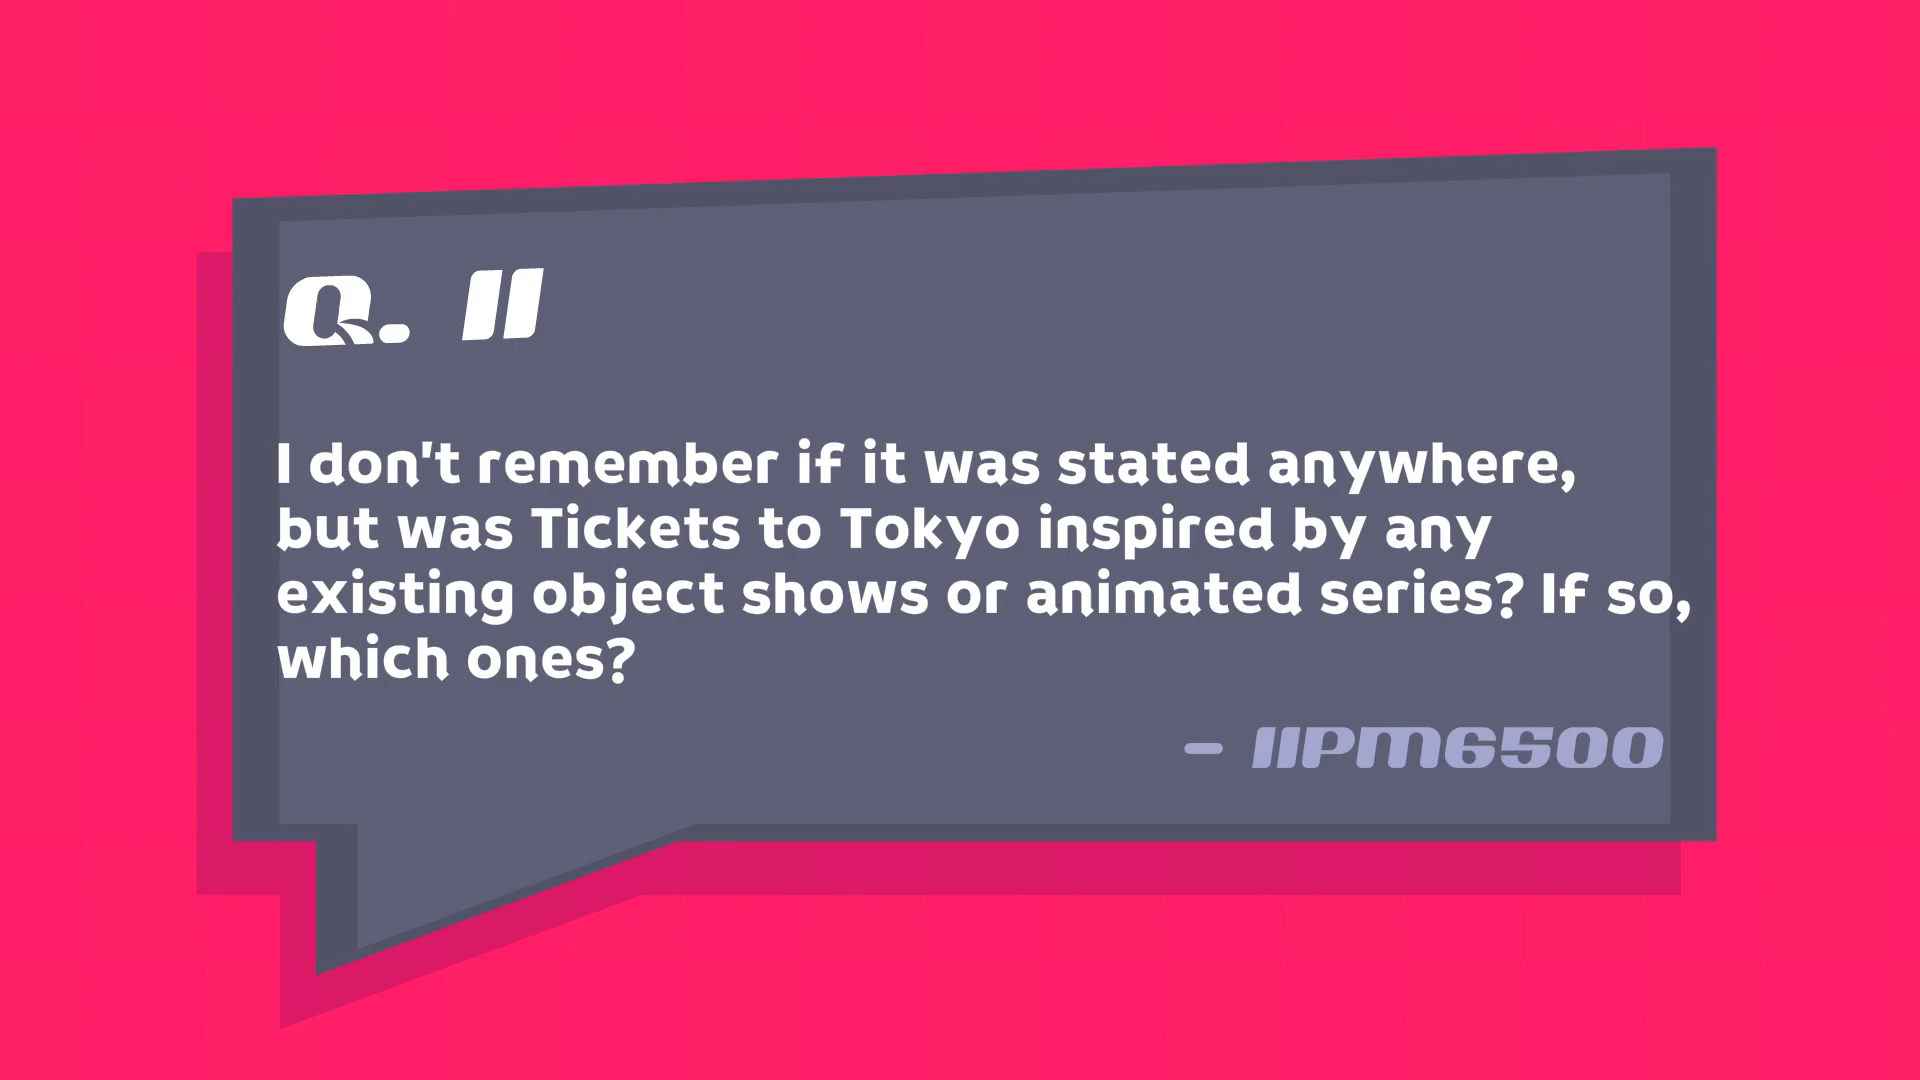 Q. 11
I don't remember if it was stated anywhere,
but was Tickets to Tokyo inspired by any
existing object shows or animated series? If so,
which ones?
- 11PM6500